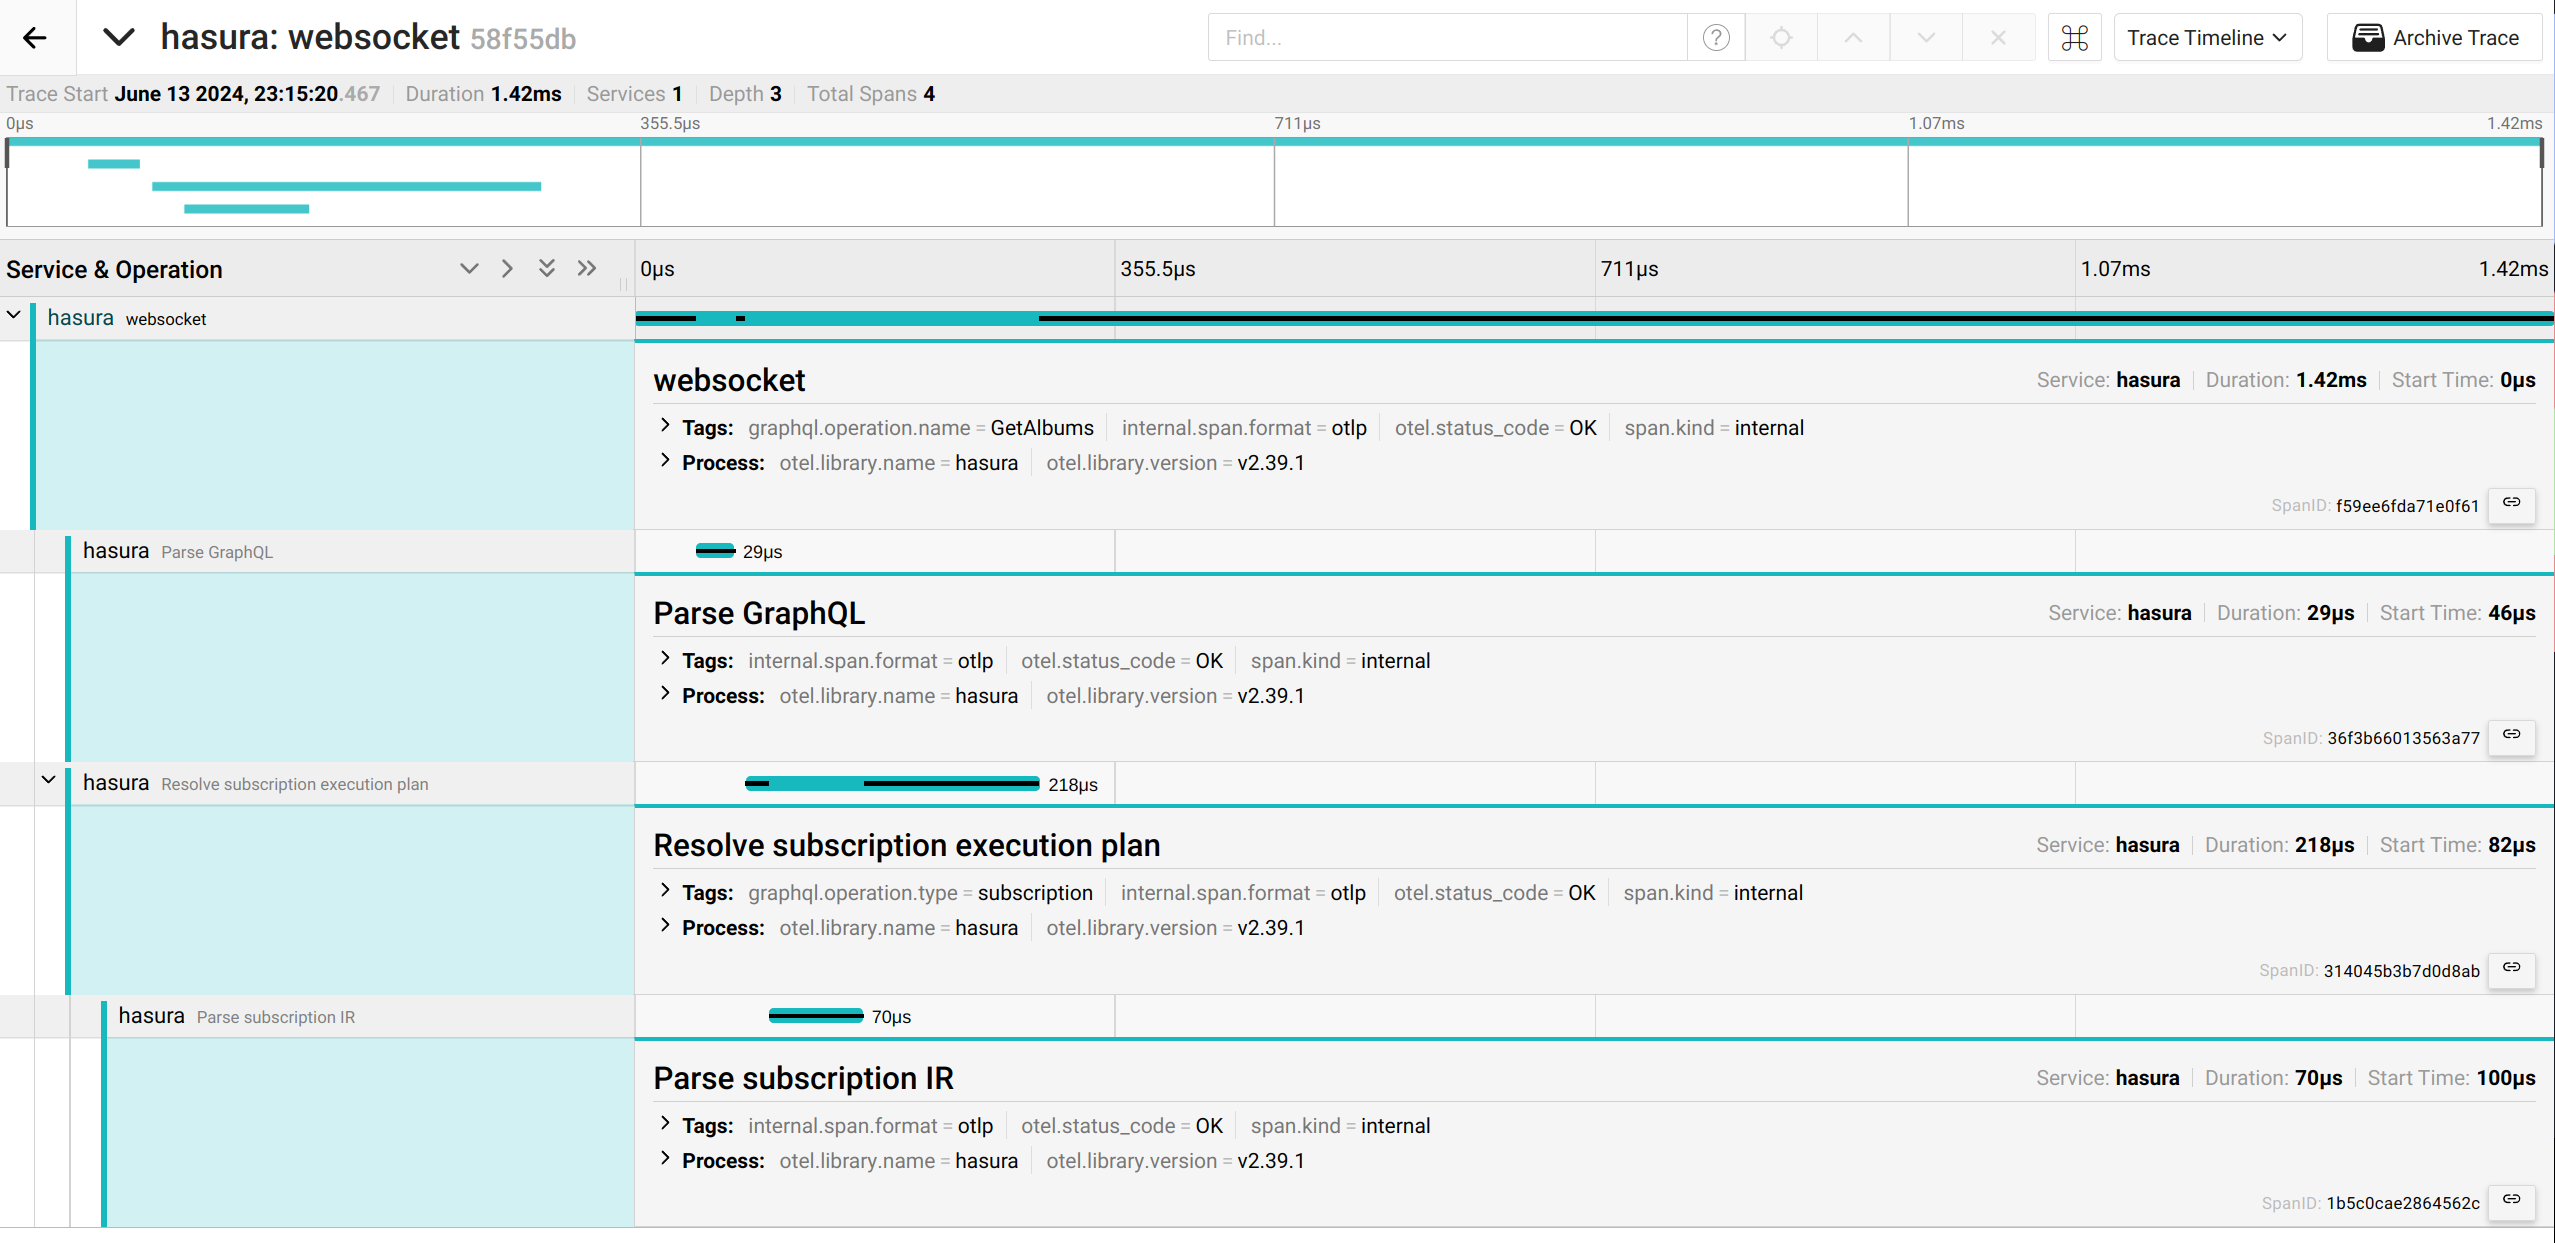 hasura: websocket 58f55db
Find...
?
Trace Timeline
Archive Trace
Trace Start June 13 2024, 23:15:20.467 Duration 1.42ms Services 1 Depth 3 Total Spans 4
0μs 355.5μs 711μs 1.07ms 1.42ms
Service & Operation 0μs 355.5μs 711μs 1.07ms 1.42ms
hasura websocket
websocket Service: hasura Duration: 1.42ms Start Time: 0μs
Tags: graphql.operation.name = GetAlbums internal.span.format = otlp otel.status_code = OK span.kind = internal
Process: otel.library.name = hasura otel.library.version = v2.39.1
SpanID: f59ee6fda71e0f61
hasura Parse GraphQL 29μs
Parse GraphQL Service: hasura Duration: 29μs Start Time: 46μs
Tags: internal.span.format = otlp otel.status_code = OK span.kind = internal
Process: otel.library.name = hasura otel.library.version = v2.39.1
SpanID: 36f3b66013563a77
hasura Resolve subscription execution plan 218μs
Resolve subscription execution plan Service: hasura Duration: 218μs Start Time: 82μs
Tags: graphql.operation.type = subscription internal.span.format = otlp otel.status_code = OK span.kind = internal
Process: otel.library.name = hasura otel.library.version = v2.39.1
SpanID: 314045b3b7d0d8ab
hasura Parse subscription IR 70μs
Parse subscription IR Service: hasura Duration: 70μs Start Time: 100μs
Tags: internal.span.format = otlp otel.status_code = OK span.kind = internal
Process: otel.library.name = hasura otel.library.version = v2.39.1
SpanID: 1b5c0cae2864562c